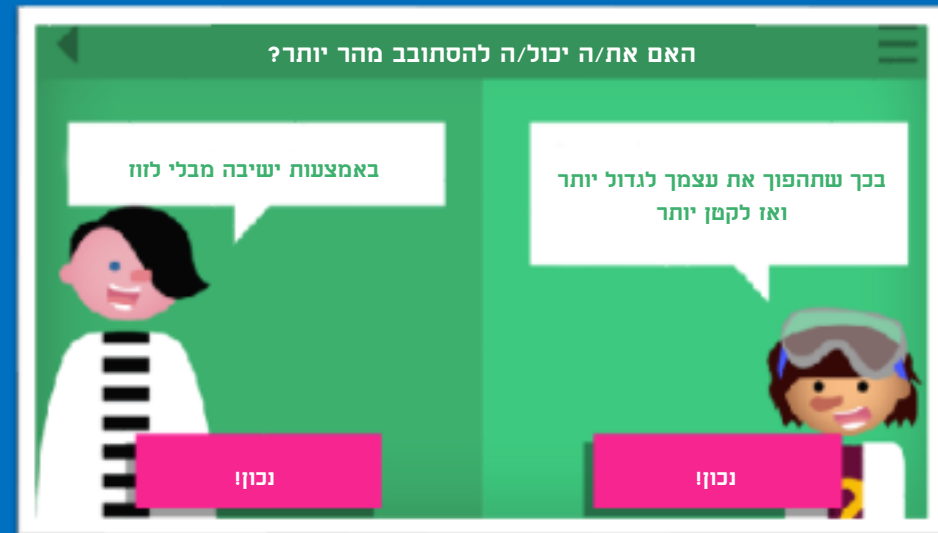 האם את/ה יכול/ה להסתובב מהר יותר?
בכך שתהפוך את עצמך לגדול יותר
ואז לקטן יותר
באמצעות ישיבה מבלי לזוז
נכון!
נכון!